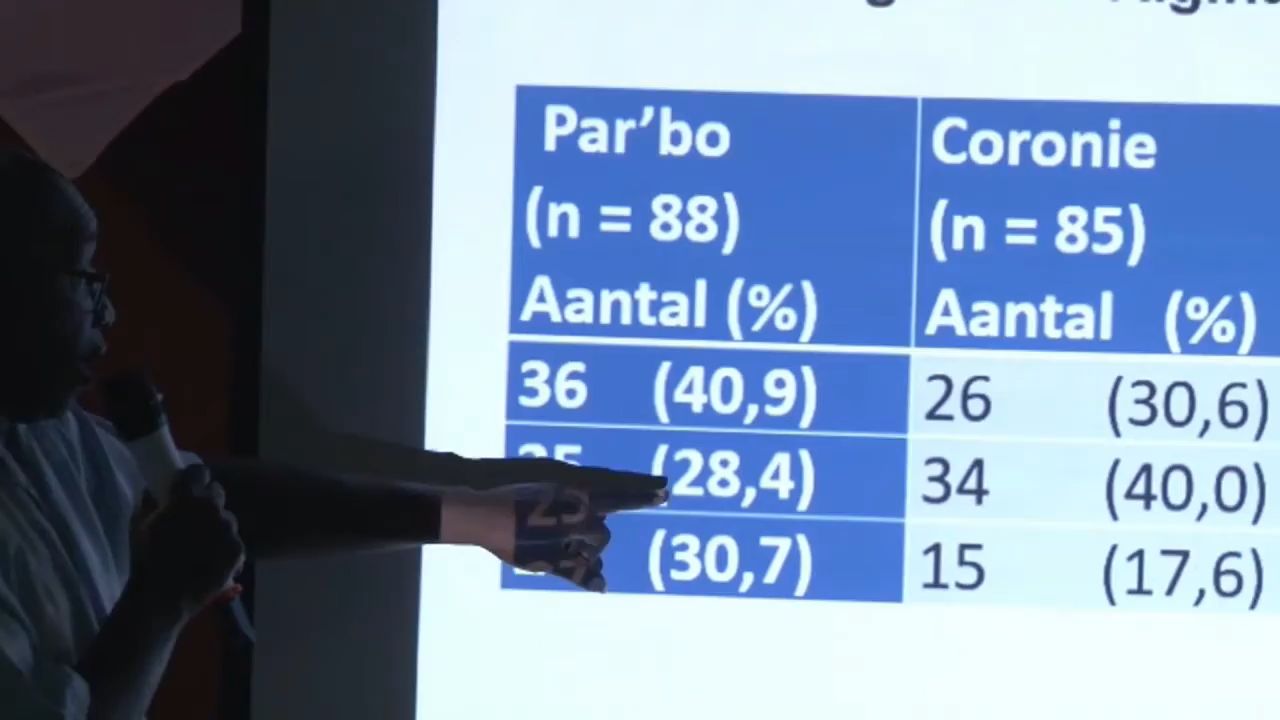 Par’bo Coronie
(n = 88) (n = 85)
Aantal (%) Aantal (%)
36 (40,9) 26 (30,6)
25 (28,4) 34 (40,0)
(30,7) 15 (17,6)